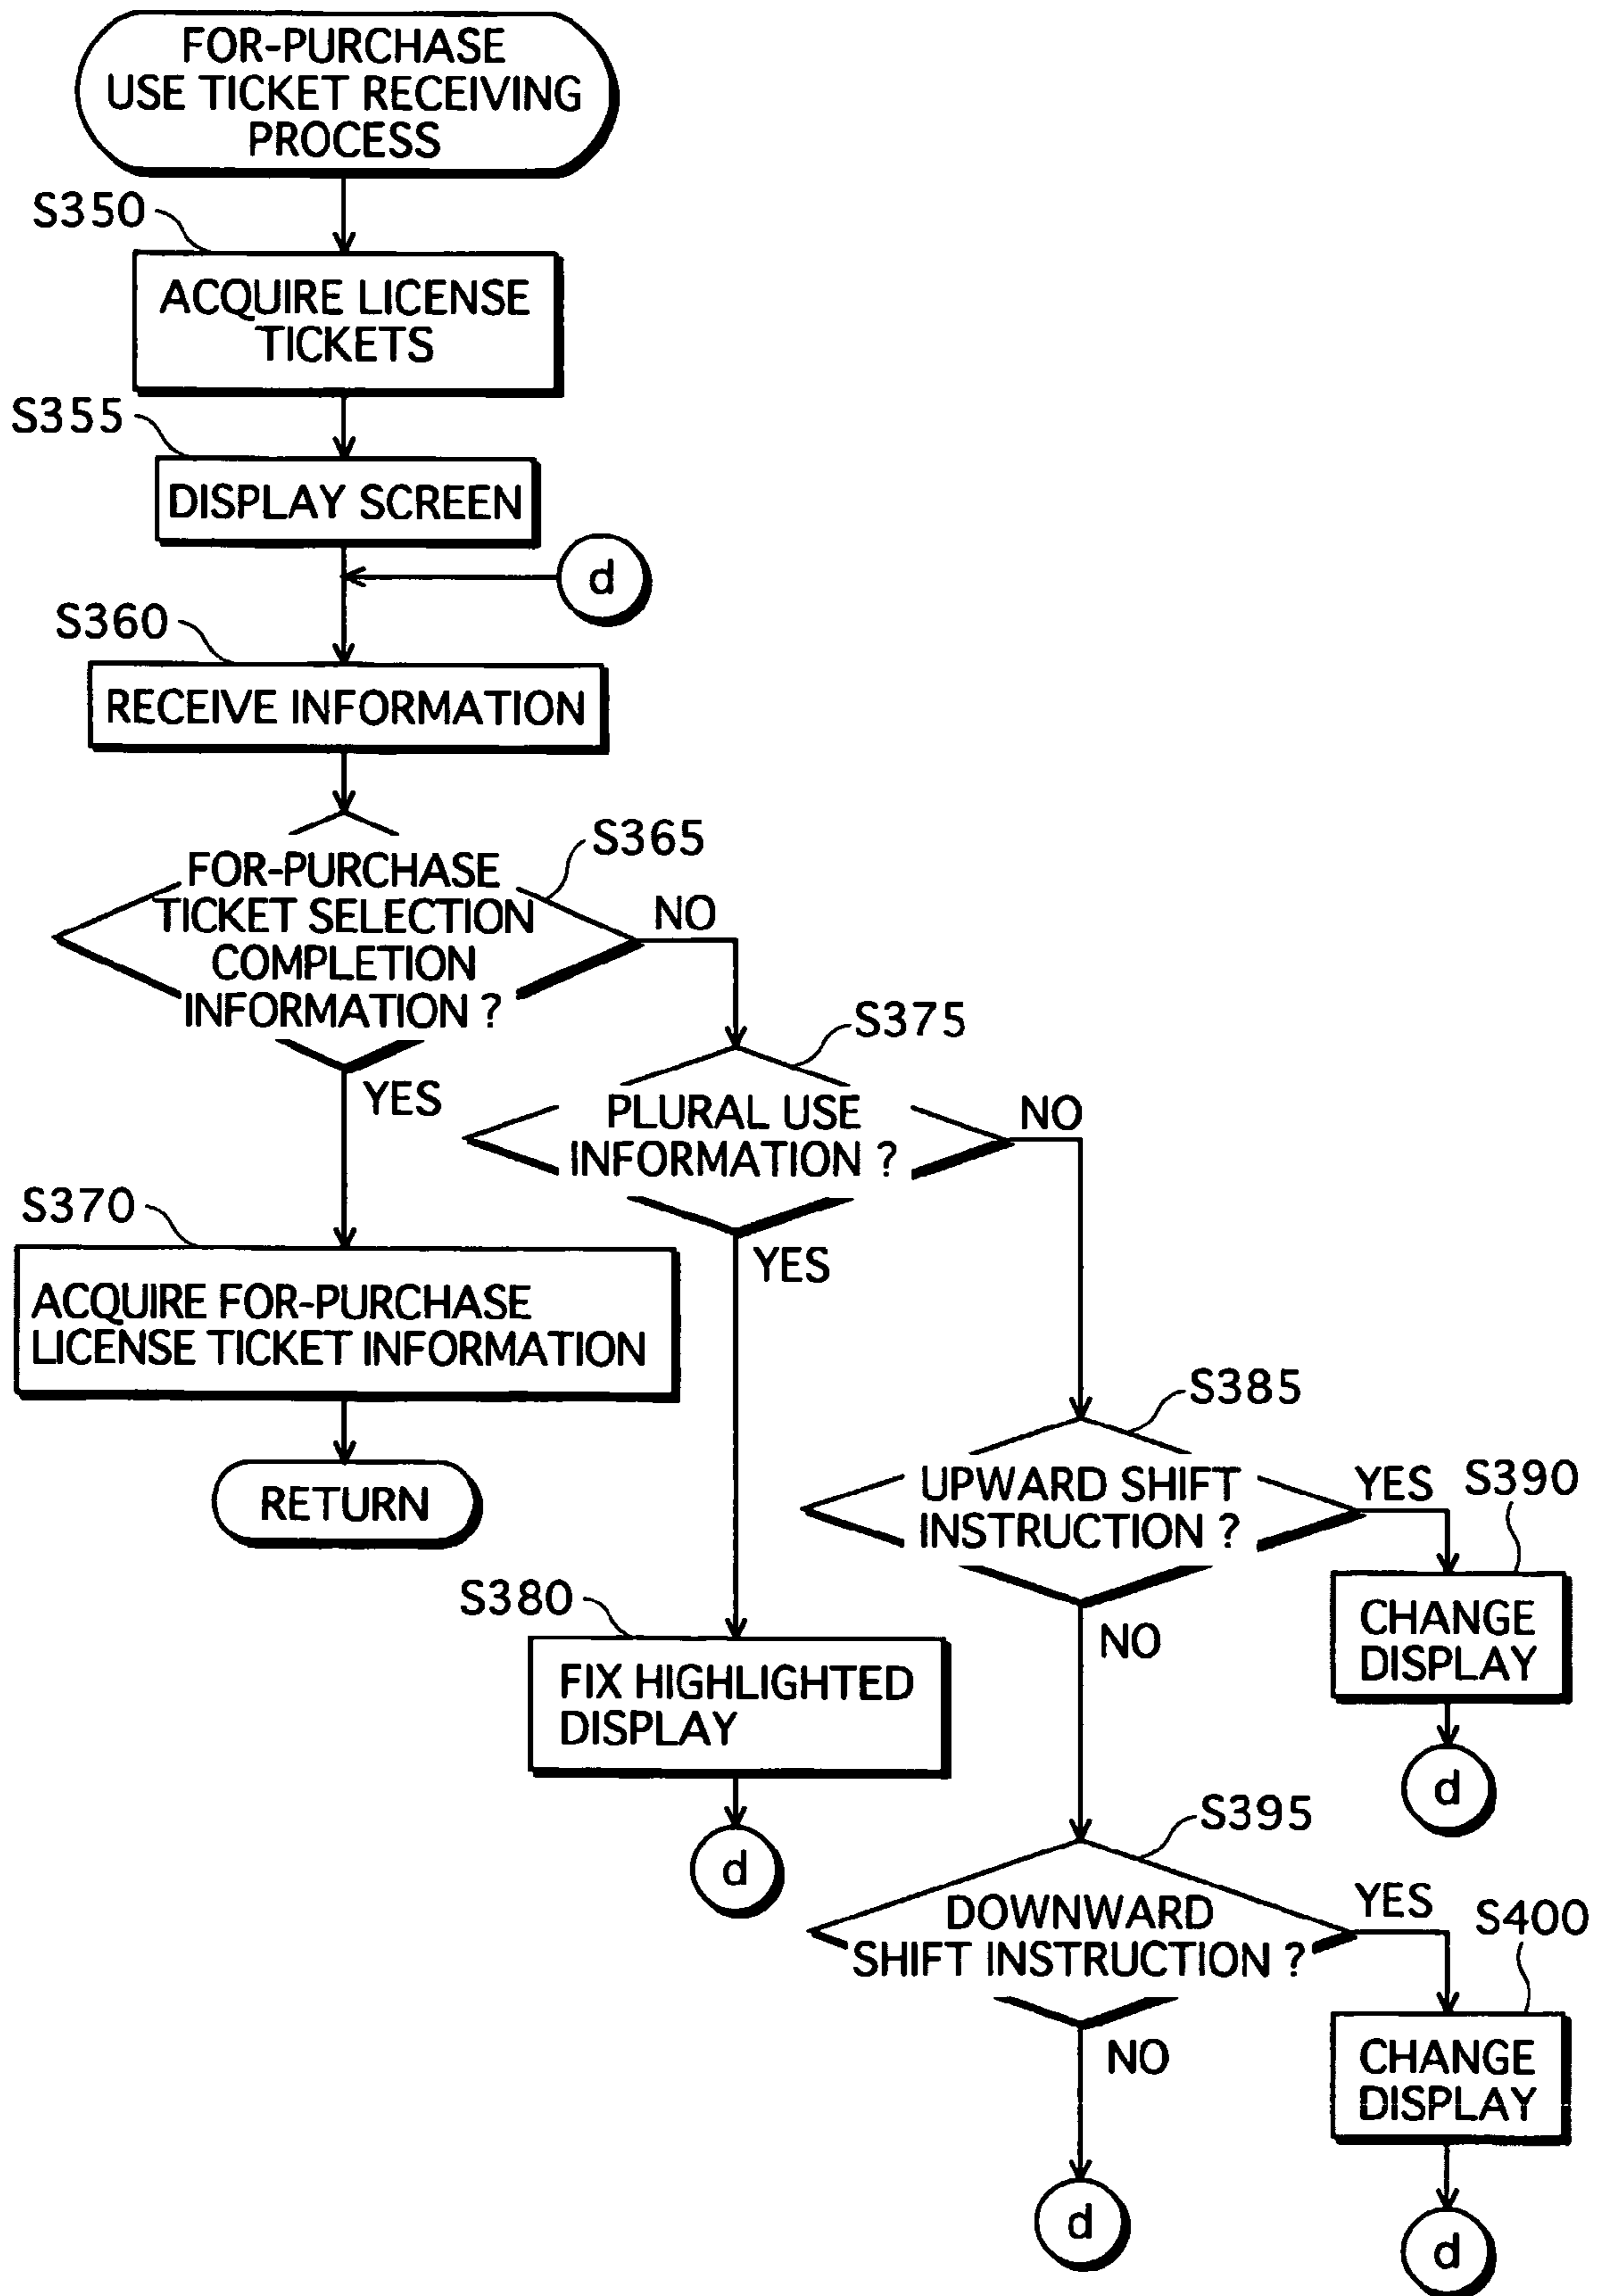 FOR-PURCHASE
USE TICKET RECEIVING
PROCESS
S350
ACQUIRE LICENSE
TICKETS
S355
DISPLAY SCREEN
d
S360
RECEIVE INFORMATION
S365
FOR-PURCHASE
TICKET SELECTION
COMPLETION
INFORMATION ?
NO
YES
S375
PLURAL USE
INFORMATION ?
NO
YES
S370
ACQUIRE FOR-PURCHASE
LICENSE TICKET INFORMATION
RETURN
S385
UPWARD SHIFT
INSTRUCTION ?
YES
S390
NO
CHANGE
DISPLAY
d
S380
FIX HIGHLIGHTED
DISPLAY
d
S395
DOWNWARD
SHIFT INSTRUCTION ?
YES
S400
NO
CHANGE
DISPLAY
d
d